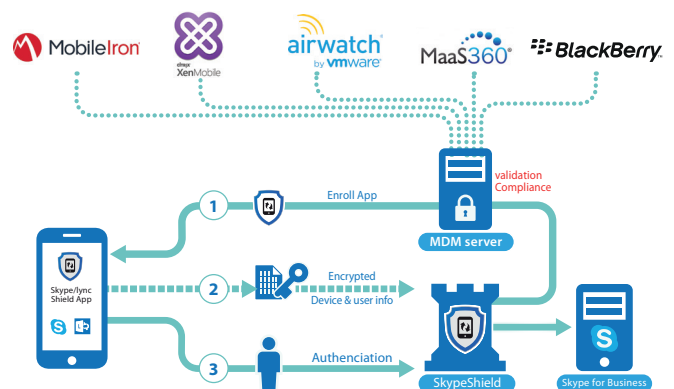 MobileIron
citrix
XenMobile
airwatch
by vmware
MaaS360
BlackBerry
validation
Compliance
1
Enroll App
MDM server
Skype/lync
Shield App
2
Encrypted
Device & user info
3
Authenciation
SkypeShield
Skype for Business